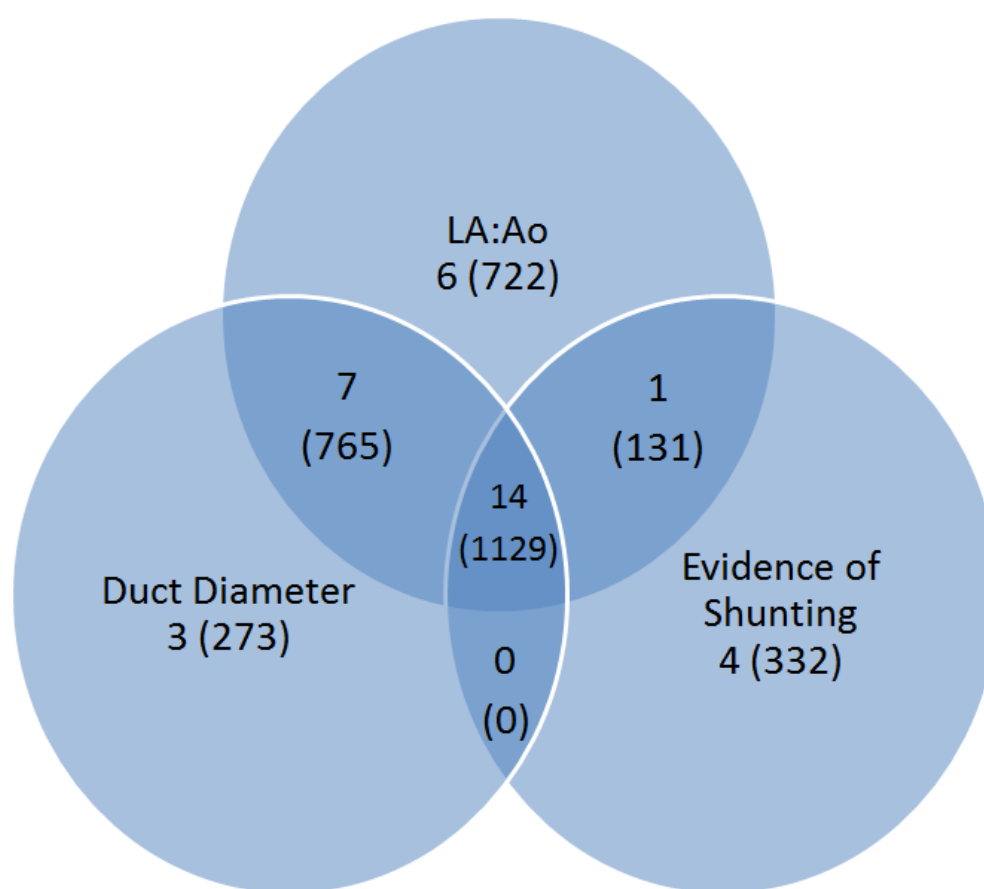 LA:Ao
6 (722)
7
(765)
1
(131)
14
(1129)
Duct Diameter
3 (273)
Evidence of
Shunting
4 (332)
0
(0)